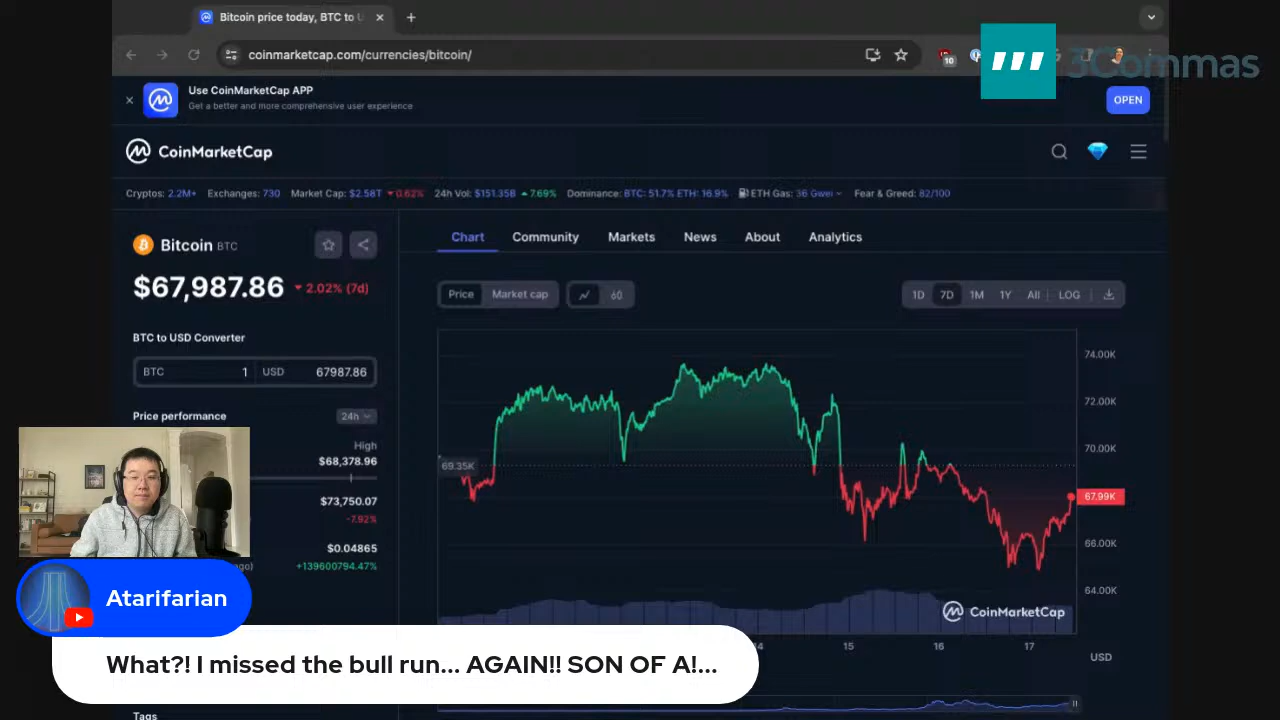 Bitcoin price today, BTC to U
coinmarketcap.com/currencies/bitcoin/
10
3Commas
Use CoinMarketCap APP
Get a better and more comprehensive user experience
OPEN
CoinMarketCap
Cryptos: 2.2M+ Exchanges: 730 Market Cap: $2.58T 0.62% 24h Vol: $151.35B 7.69% Dominance: BTC: 51.7% ETH: 16.9% ETH Gas: 36 Gwei Fear & Greed: 82/100
Bitcoin BTC
$67,987.86 2.02% (7d)
BTC to USD Converter
BTC 1 USD 67987.86
Price performance 24h
High
$68,378.96
$73,750.07
-7.92%
$0.04865
ago) +139600794.47%
Tags
Chart Community Markets News About Analytics
Price Market cap
1D 7D 1M 1Y All LOG
74.00K
72.00K
70.00K
69.35K
67.99K
66.00K
64.00K
CoinMarketCap
14 15 16 17 USD
Atarifarian
What?! I missed the bull run... AGAIN!! SON OF A!...